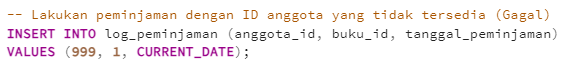 -- Lakukan peminjaman dengan ID anggota yang tidak tersedia (Gagal)
INSERT INTO log_peminjaman (anggota_id, buku_id, tanggal_peminjaman)
VALUES (999, 1, CURRENT_DATE);